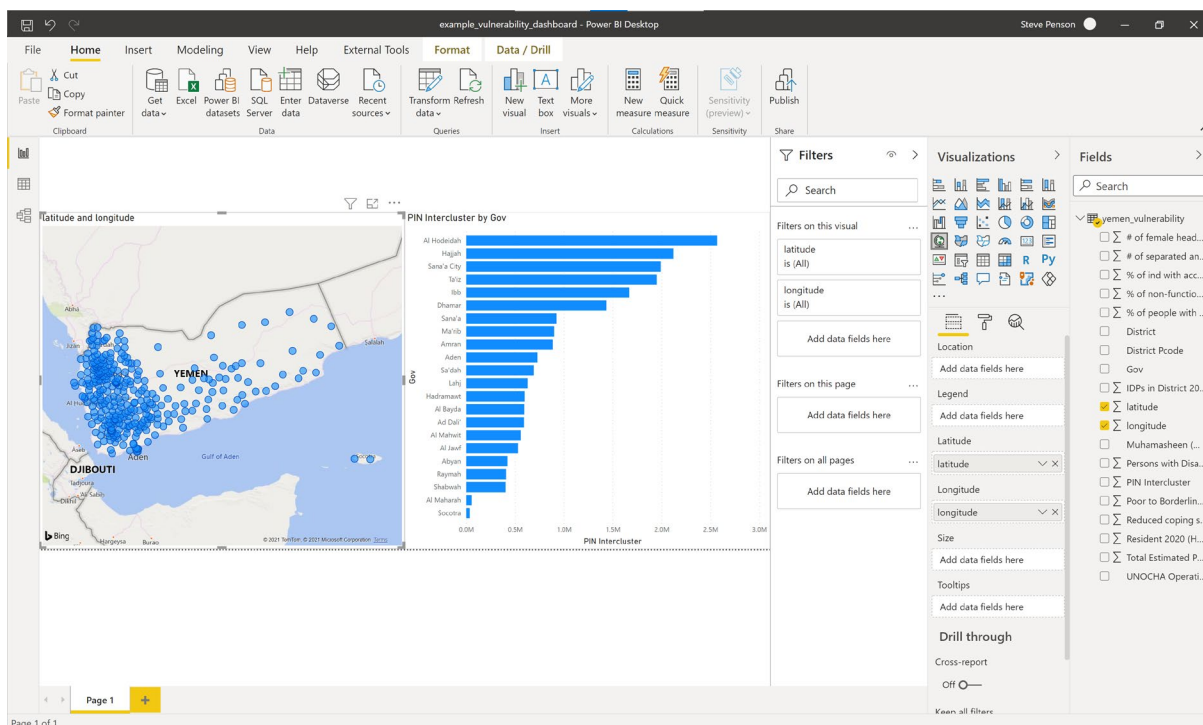 example_vulnerability_dashboard - Power BI Desktop
Steve Penson
File Home Insert Modeling View Help External Tools Format Data / Drill
Paste
Cut
Copy
Format painter
Get data
Excel
Power BI datasets
SQL Server
Enter data
Dataverse
Recent sources
Transform data
Refresh
New visual
Text box
More visuals
New measure
Quick measure
Sensitivity (preview)
Publish
Clipboard
Data
Queries
Insert
Calculations
Sensitivity
Share
latitude and longitude
Abha
Jizan
YEMEN
Salalah
Al Hu
Aseb
Aden
Gulf of Aden
DJIBOUTI
Tadjoura
Dikhil
Ali Sabih
Hargeysa
Burao
Bing
© 2021 TomTom, © 2021 Microsoft Corporation Terms
PIN Intercluster by Gov
Gov
Al Hodeidah
Hajjah
Sana'a City
Ta'iz
Ibb
Dhamar
Sana'a
Ma'rib
Amran
Aden
Sa'dah
Lahj
Hadramawt
Al Bayda
Ad Dali'
Al Mahwit
Al Jawf
Abyan
Raymah
Shabwah
Al Maharah
Socotra
0.0M 0.5M 1.0M 1.5M 2.0M 2.5M 3.0M
PIN Intercluster
Filters
Search
Filters on this visual ...
latitude
is (All)
longitude
is (All)
Add data fields here
Filters on this page ...
Add data fields here
Filters on all pages ...
Add data fields here
Visualizations
R Py
...
Location
Add data fields here
Legend
Add data fields here
Latitude
latitude
Longitude
longitude
Size
Add data fields here
Tooltips
Add data fields here
Drill through
Cross-report
Off
Keep all filters
Fields
Search
yemen_vulnerability
# of female head...
# of separated an...
% of ind with acc...
% of non-functio...
% of people with ...
District
District Pcode
Gov
IDPs in District 20...
latitude
longitude
Muhamasheen (...
Persons with Disa...
PIN Intercluster
Poor to Borderlin...
Reduced coping s...
Resident 2020 (H...
Total Estimated P...
UNOCHA Operati...
Page 1
Page 1 of 1